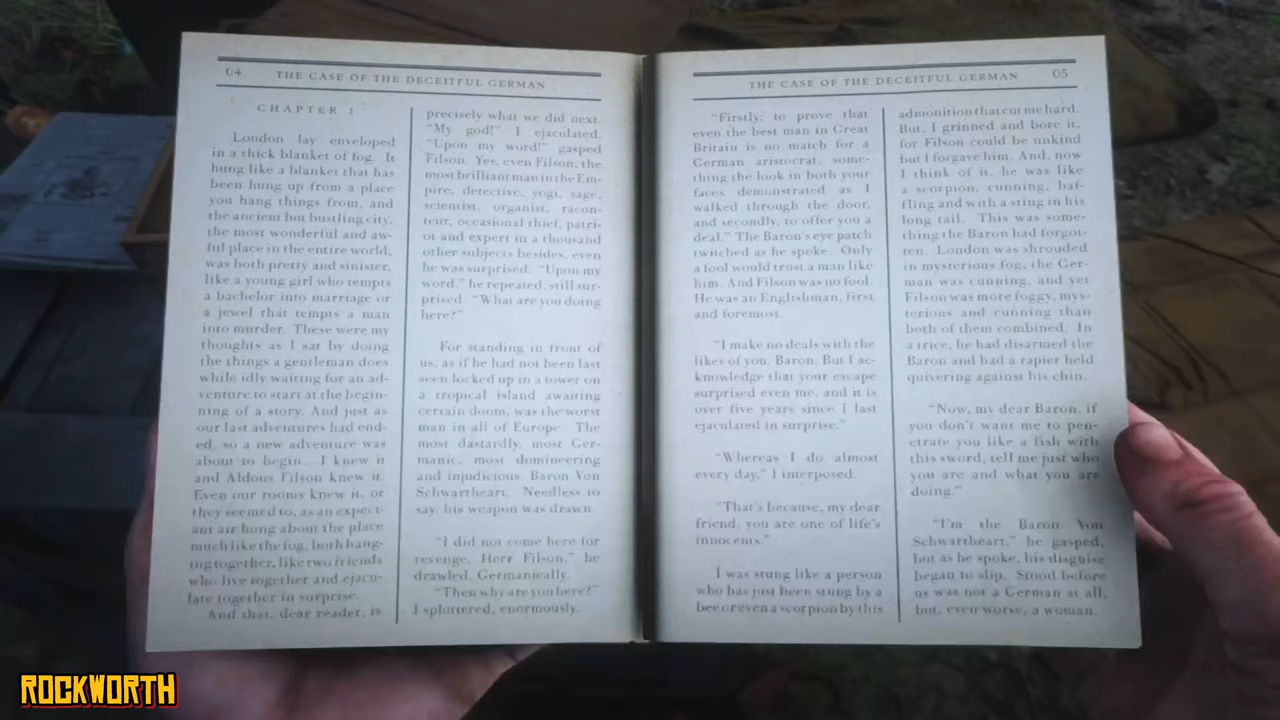 04
THE CASE OF THE DECEITFUL GERMAN
CHAPTER 1
London lay enveloped
in a thick blanket of fog. It
hung like a blanket that has
been hung up from a place
you hang things from, and
the ancient but bustling city,
the most wonderful and aw-
ful place in the entire world,
was both pretty and sinister,
like a young girl who tempts
a bachelor into marriage or
a jewel that tempts a man
into murder. These were my
thoughts as I sat by doing
the things a gentleman does
while idly waiting for an ad-
venture to start at the begin-
ning of a story. And just as
our last adventures had end-
ed, so a new adventure was
about to begin. I knew it
and Aldous Filson knew it.
Even our rooms knew it, or
they seemed to, as an expect-
ant air hung about the place
much like the fog, both hang-
ing together, like two friends
who live together and ejacu-
late together in surprise.
And that, dear reader, is
precisely what we did next.
"My god!" I ejaculated.
"Upon my word!" gasped
Filson. Yes, even Filson, the
most brilliant man in the Em-
pire, detective, yogi, sage,
scientist, organist, racon-
teur, occasional thief, patri-
ot and expert in a thousand
other subjects besides, even
he was surprised. "Upon my
word." he repeated, still sur-
prised. "What are you doing
here?"
For standing in front of
us, as if he had not been last
seen locked up in a tower on
a tropical island awaiting
certain doom, was the worst
man in all of Europe. The
most dastardly, most Ger-
manic, most domineering
and injudicious. Baron Von
Schwartheart. Needless to
say, his weapon was drawn.
"I did not come here for
revenge, Herr Filson," he
drawled, Germanically.
"Then why are you here?"
I spluttered, enormously.
THE CASE OF THE DECEITFUL GERMAN
05
"Firstly, to prove that
even the best man in Great
Britain is no match for a
German aristocrat, some-
thing the look in both your
faces demonstrated as I
walked through the door,
and secondly, to offer you a
deal." The Baron's eye patch
twitched as he spoke. Only
a fool would trust a man like
him. And Filson was no fool.
He was an Englishman, first
and foremost.
"I make no deals with the
likes of you, Baron. But I ac-
knowledge that your escape
surprised even me, and it is
over five years since I last
ejaculated in surprise."
"Whereas I do almost
every day," I interposed.
"That's because, my dear
friend, you are one of life's
innocents."
I was stung like a person
who has just been stung by a
bee or even a scorpion by this
admonition that cut me hard.
But, I grinned and bore it,
for Filson could be unkind
but I forgave him. And, now
I think of it, he was like
a scorpion, cunning, baf-
fling and with a sting in his
long tail. This was some-
thing the Baron had forgot-
ten. London was shrouded
in mysterious fog, the Ger-
man was cunning, and yet
Filson was more foggy, mys-
terious and cunning than
both of them combined. In
a trice, he had disarmed the
Baron and had a rapier held
quivering against his chin.
"Now, my dear Baron, if
you don't want me to pen-
etrate you like a fish with
this sword, tell me just who
you are and what you are
doing."
"I'm the Baron Von
Schwartheart," he gasped,
but as he spoke, his disguise
began to slip. Stood before
us was not a German at all,
but, even worse, a woman.
ROCKWORTH